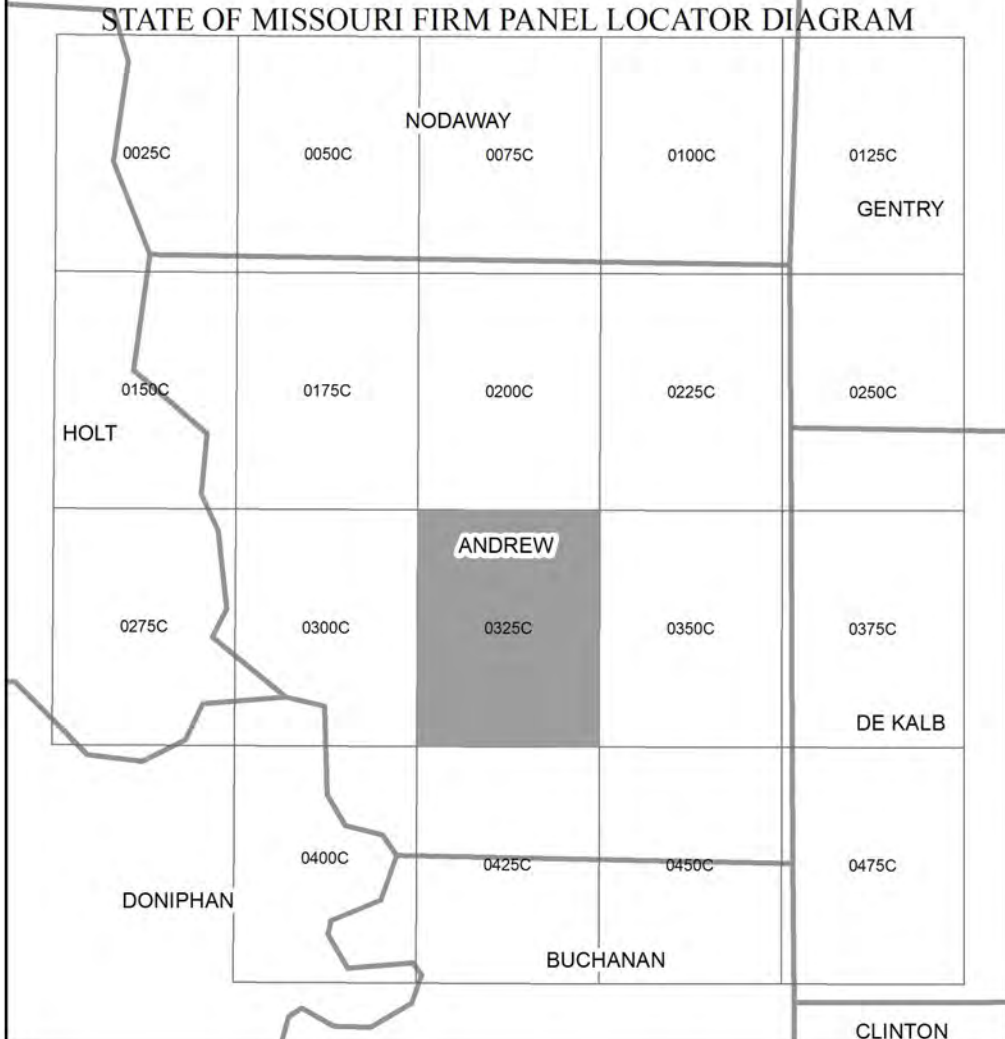 STATE OF MISSOURI FIRM PANEL LOCATOR DIAGRAM
NODAWAY
0025C 0050C 0075C 0100C 0125C
GENTRY
0150C 0175C 0200C 0225C 0250C
HOLT
ANDREW
0275C 0300C 0325C 0350C 0375C
DE KALB
0400C 0425C 0450C 0475C
DONIPHAN
BUCHANAN
CLINTON